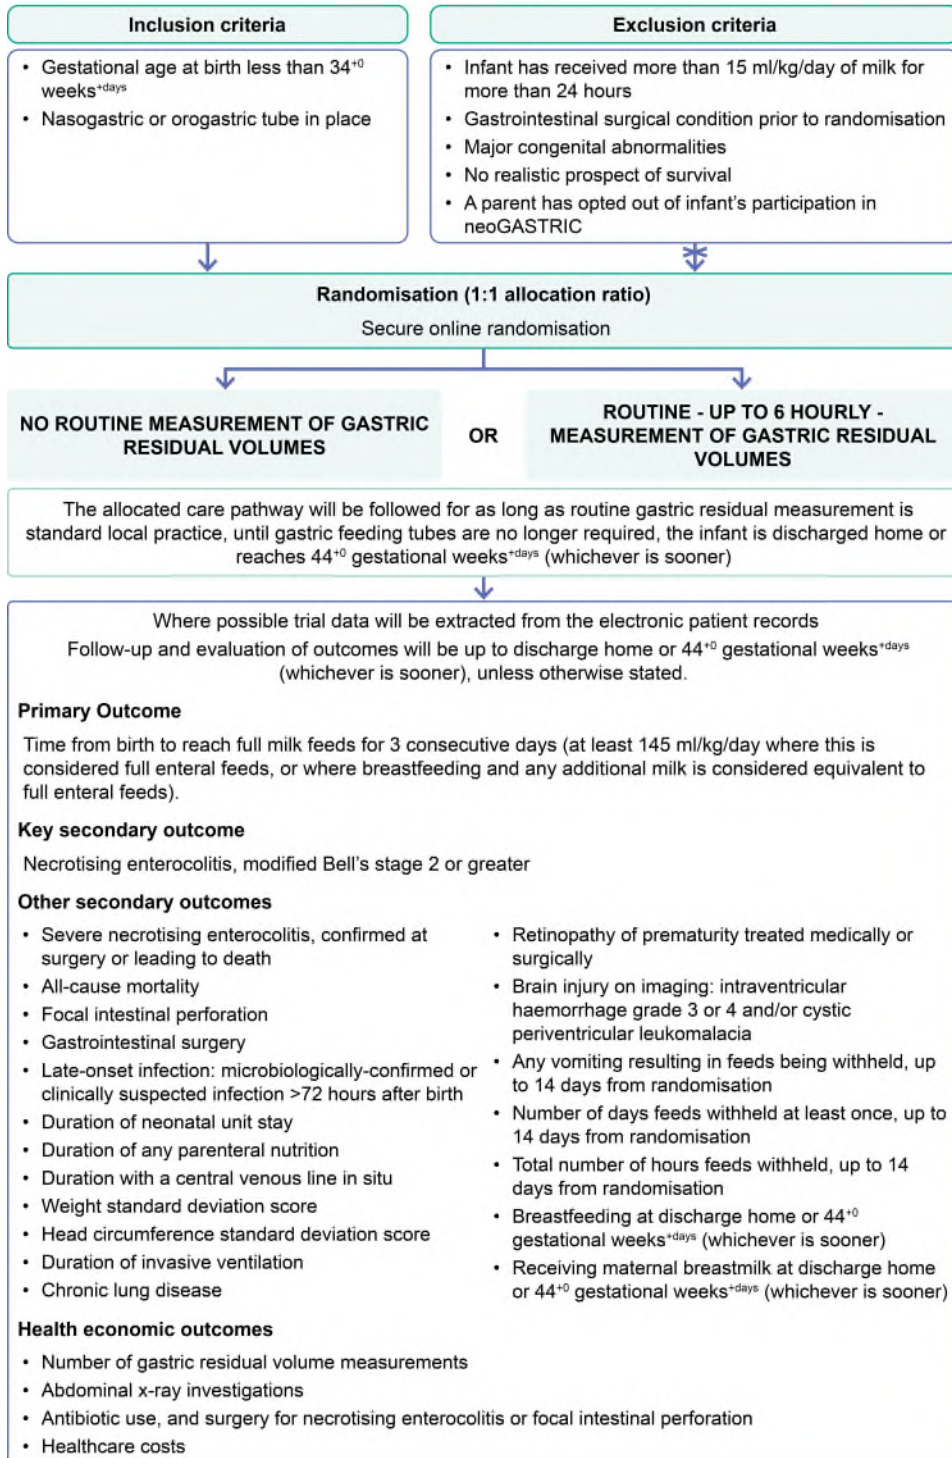 Inclusion criteria
• Gestational age at birth less than 34⁺⁰
weeks⁺ᵈᵃʸˢ
• Nasogastric or orogastric tube in place
Exclusion criteria
• Infant has received more than 15 ml/kg/day of milk for
more than 24 hours
• Gastrointestinal surgical condition prior to randomisation
• Major congenital abnormalities
• No realistic prospect of survival
• A parent has opted out of infant's participation in
neoGASTRIC
Randomisation (1:1 allocation ratio)
Secure online randomisation
NO ROUTINE MEASUREMENT OF GASTRIC
RESIDUAL VOLUMES
OR
ROUTINE - UP TO 6 HOURLY -
MEASUREMENT OF GASTRIC RESIDUAL
VOLUMES
The allocated care pathway will be followed for as long as routine gastric residual measurement is
standard local practice, until gastric feeding tubes are no longer required, the infant is discharged home or
reaches 44⁺⁰ gestational weeks⁺ᵈᵃʸˢ (whichever is sooner)
Where possible trial data will be extracted from the electronic patient records
Follow-up and evaluation of outcomes will be up to discharge home or 44⁺⁰ gestational weeks⁺ᵈᵃʸˢ
(whichever is sooner), unless otherwise stated.
Primary Outcome
Time from birth to reach full milk feeds for 3 consecutive days (at least 145 ml/kg/day where this is
considered full enteral feeds, or where breastfeeding and any additional milk is considered equivalent to
full enteral feeds).
Key secondary outcome
Necrotising enterocolitis, modified Bell's stage 2 or greater
Other secondary outcomes
• Severe necrotising enterocolitis, confirmed at
surgery or leading to death
• All-cause mortality
• Focal intestinal perforation
• Gastrointestinal surgery
• Late-onset infection: microbiologically-confirmed or
clinically suspected infection >72 hours after birth
• Duration of neonatal unit stay
• Duration of any parenteral nutrition
• Duration with a central venous line in situ
• Weight standard deviation score
• Head circumference standard deviation score
• Duration of invasive ventilation
• Chronic lung disease
• Retinopathy of prematurity treated medically or
surgically
• Brain injury on imaging: intraventricular
haemorrhage grade 3 or 4 and/or cystic
periventricular leukomalacia
• Any vomiting resulting in feeds being withheld, up
to 14 days from randomisation
• Number of days feeds withheld at least once, up to
14 days from randomisation
• Total number of hours feeds withheld, up to 14
days from randomisation
• Breastfeeding at discharge home or 44⁺⁰
gestational weeks⁺ᵈᵃʸˢ (whichever is sooner)
• Receiving maternal breastmilk at discharge home
or 44⁺⁰ gestational weeks⁺ᵈᵃʸˢ (whichever is sooner)
Health economic outcomes
• Number of gastric residual volume measurements
• Abdominal x-ray investigations
• Antibiotic use, and surgery for necrotising enterocolitis or focal intestinal perforation
• Healthcare costs